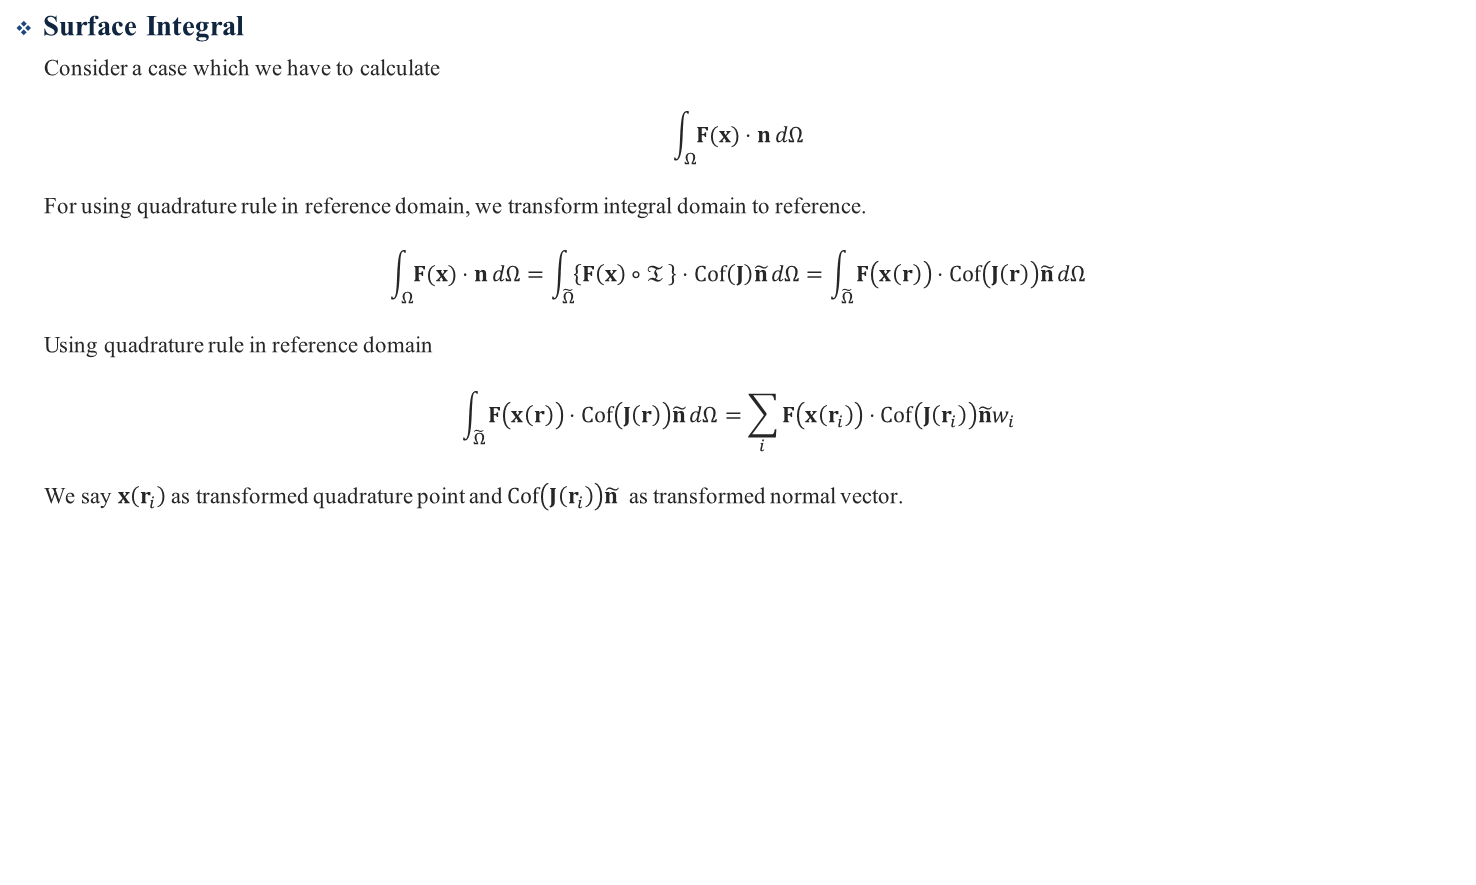 ❖ Surface Integral
Consider a case which we have to calculate
∫_Ω 𝐅(𝐱) · 𝐧 𝑑Ω
For using quadrature rule in reference domain, we transform integral domain to reference.
∫_Ω 𝐅(𝐱) · 𝐧 𝑑Ω = ∫_Ω̃ {𝐅(𝐱) ∘ 𝔗 } · Cof(𝐉)𝐧̃ 𝑑Ω = ∫_Ω̃ 𝐅(𝐱(𝐫)) · Cof(𝐉(𝐫))𝐧̃ 𝑑Ω
Using quadrature rule in reference domain
∫_Ω̃ 𝐅(𝐱(𝐫)) · Cof(𝐉(𝐫))𝐧̃ 𝑑Ω = ∑_𝑖 𝐅(𝐱(𝐫_𝑖)) · Cof(𝐉(𝐫_𝑖))𝐧̃𝑤_𝑖
We say 𝐱(𝐫_𝑖) as transformed quadrature point and Cof(𝐉(𝐫_𝑖))𝐧̃ as transformed normal vector.